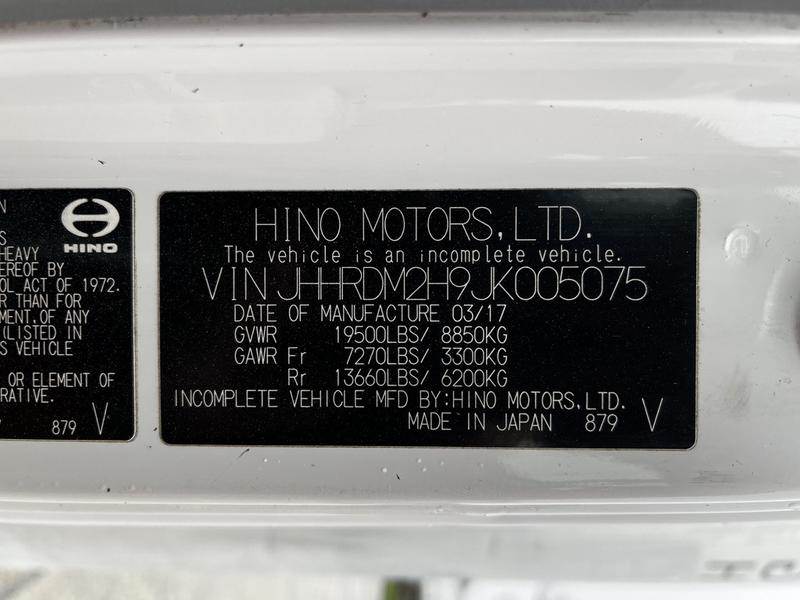 N
HINO
S
HEAVY
EREOF BY
OL ACT OF 1972.
R THAN FOR
MENT,OF ANY
(LISTED IN
S VEHICLE
OR ELEMENT OF
RATIVE.
879 V
HINO MOTORS,LTD.
The vehicle is an incomplete vehicle.
VIN JHHRDM2H9JK005075
DATE OF MANUFACTURE 03/17
GVWR 19500LBS/ 8850KG
GAWR Fr 7270LBS/ 3300KG
Rr 13660LBS/ 6200KG
INCOMPLETE VEHICLE MFD BY:HINO MOTORS,LTD.
MADE IN JAPAN 879 V